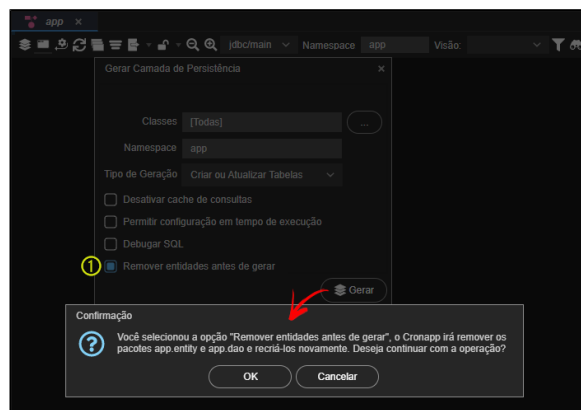 app ×
jdbc/main Namespace app Visão:
Gerar Camada de Persistência ×
Classes [Todas] ...
Namespace app
Tipo de Geração Criar ou Atualizar Tabelas
Desativar cache de consultas
Permitir configuração em tempo de execução
Debugar SQL
1 Remover entidades antes de gerar
Gerar
Confirmação
Você selecionou a opção "Remover entidades antes de gerar", o Cronapp irá remover os
pacotes app.entity e app.dao e recriá-los novamente. Deseja continuar com a operação?
OK Cancelar